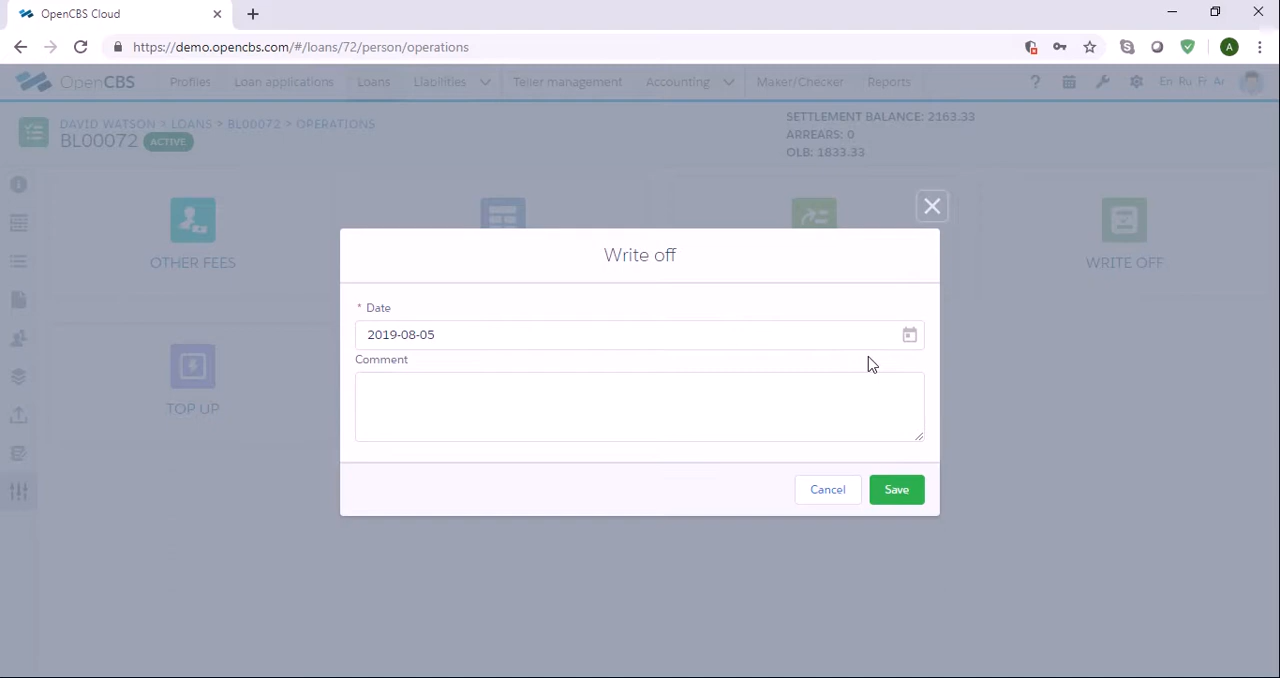 OpenCBS Cloud
https://demo.opencbs.com/#/loans/72/person/operations
A
OpenCBS Profiles Loan applications Loans Liabilities Teller management Accounting Maker/Checker Reports ? En Ru Fr Ar
DAVID WATSON > LOANS > BL00072 > OPERATIONS
BL00072 ACTIVE
SETTLEMENT BALANCE: 2163.33
ARREARS: 0
OLB: 1833.33
OTHER FEES
WRITE OFF
TOP UP
Write off
* Date
2019-08-05
Comment
Cancel Save